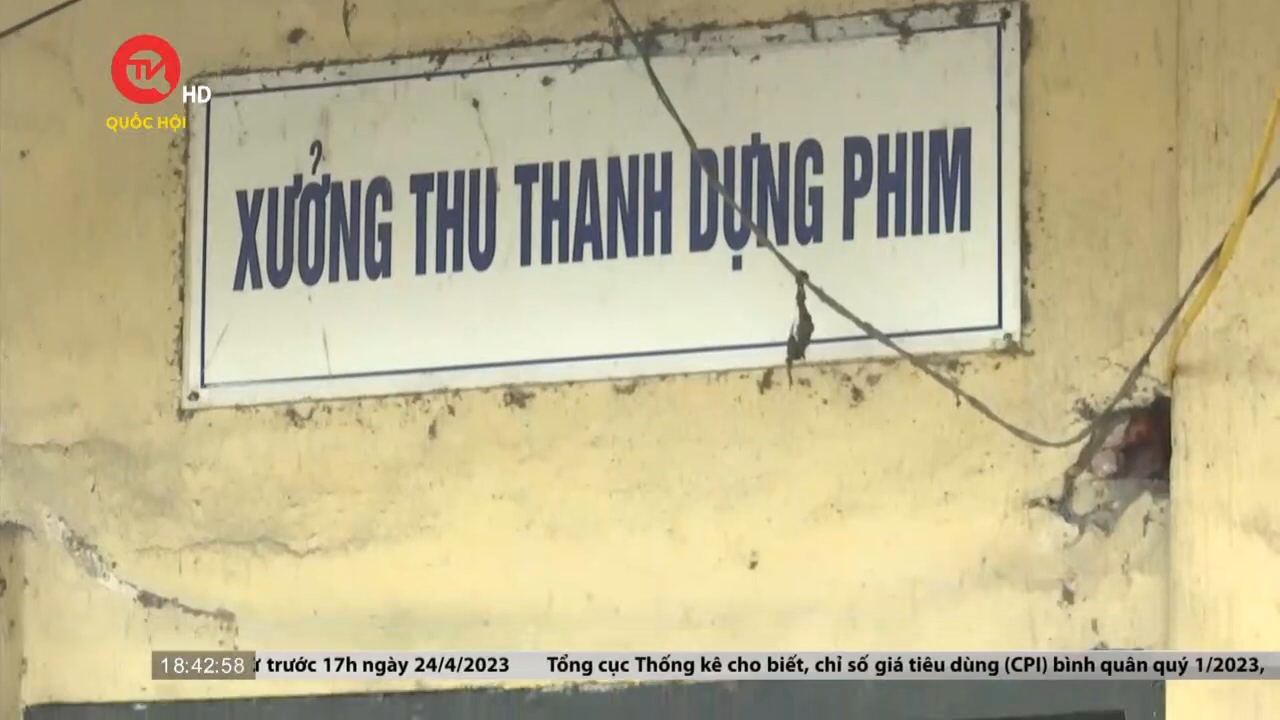 TVQ HD
QUỐC HỘI
XƯỞNG THU THANH DỰNG PHIM
18:42:58 trước 17h ngày 24/4/2023 Tổng cục Thống kê cho biết, chỉ số giá tiêu dùng (CPI) bình quân quý 1/2023,